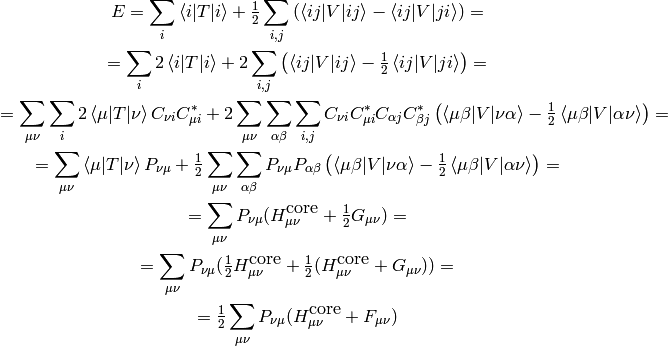 E = \sum_i \langle i|T|i\rangle + \frac{1}{2} \sum_{i,j} (\langle ij|V|ij\rangle - \langle ij|V|ji\rangle) =
= \sum_i 2 \langle i|T|i\rangle + 2 \sum_{i,j} \left( \langle ij|V|ij\rangle - \frac{1}{2} \langle ij|V|ji\rangle \right) =
= \sum_{\mu\nu} \sum_i 2 \langle \mu|T|\nu\rangle C_{\nu i} C_{\mu i}^* + 2 \sum_{\mu\nu} \sum_{\alpha\beta} \sum_{i,j} C_{\nu i} C_{\mu i}^* C_{\alpha j} C_{\beta j}^* \left( \langle \mu\beta|V|\nu\alpha\rangle - \frac{1}{2} \langle \mu\beta|V|\alpha\nu\rangle \right) =
= \sum_{\mu\nu} \langle \mu|T|\nu\rangle P_{\nu\mu} + \frac{1}{2} \sum_{\mu\nu} \sum_{\alpha\beta} P_{\nu\mu} P_{\alpha\beta} \left( \langle \mu\beta|V|\nu\alpha\rangle - \frac{1}{2} \langle \mu\beta|V|\alpha\nu\rangle \right) =
= \sum_{\mu\nu} P_{\nu\mu} (H_{\mu\nu}^{\text{core}} + \frac{1}{2} G_{\mu\nu}) =
= \sum_{\mu\nu} P_{\nu\mu} (\frac{1}{2} H_{\mu\nu}^{\text{core}} + \frac{1}{2} (H_{\mu\nu}^{\text{core}} + G_{\mu\nu})) =
= \frac{1}{2} \sum_{\mu\nu} P_{\nu\mu} (H_{\mu\nu}^{\text{core}} + F_{\mu\nu})